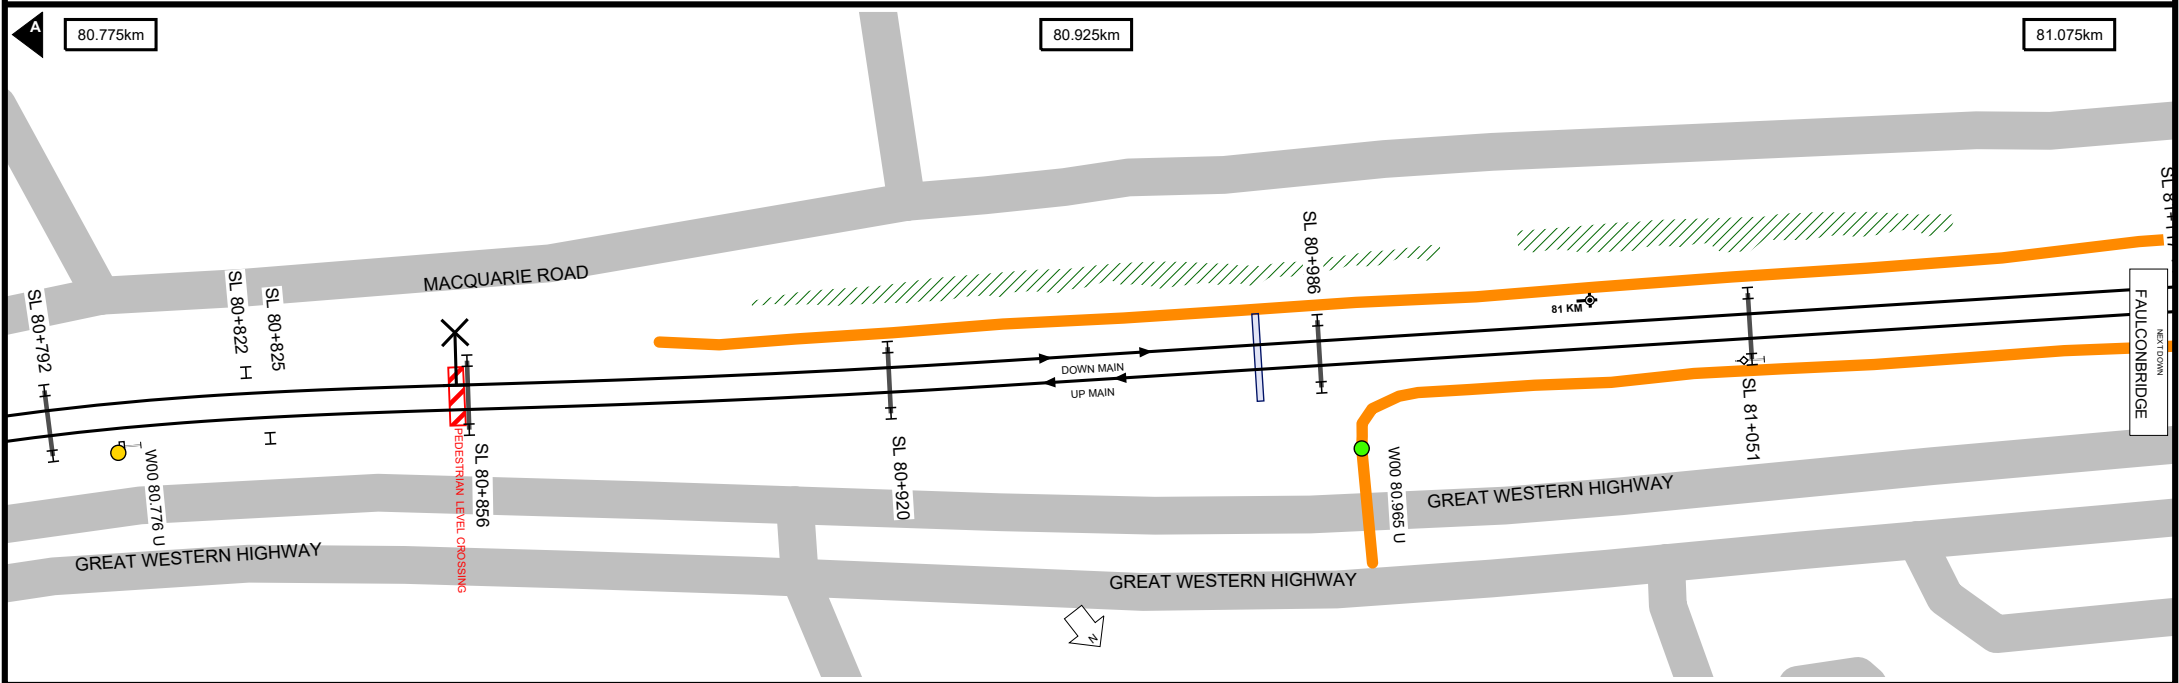 A
80.775km
80.925km
81.075km
SL 80+792
SL 80+822
SL 80+825
MACQUARIE ROAD
SL 80+986
81 KM
DOWN MAIN
UP MAIN
FAULCONBRIDGE
NEXT DOWN
W00 80.776 U
PEDESTRIAN LEVEL CROSSING
SL 80+856
SL 80+920
W00 80.965 U
SL 81+051
GREAT WESTERN HIGHWAY
GREAT WESTERN HIGHWAY
GREAT WESTERN HIGHWAY
N